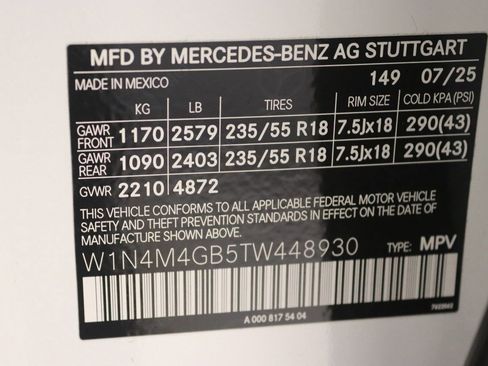 MFD BY MERCEDES-BENZ AG STUTTGART
MADE IN MEXICO 149 07/25
KG LB TIRES RIM SIZE COLD KPA (PSI)
GAWR FRONT 1170 2579 235/55 R18 7.5Jx18 290(43)
GAWR REAR 1090 2403 235/55 R18 7.5Jx18 290(43)
GVWR 2210 4872
THIS VEHICLE CONFORMS TO ALL APPLICABLE FEDERAL MOTOR VEHICLE
SAFETY AND THEFT PREVENTION STANDARDS IN EFFECT ON THE DATE
OF MANUFACTURE SHOWN ABOVE.
W1N4M4GB5TW448930 TYPE: MPV
A 000 817 54 04